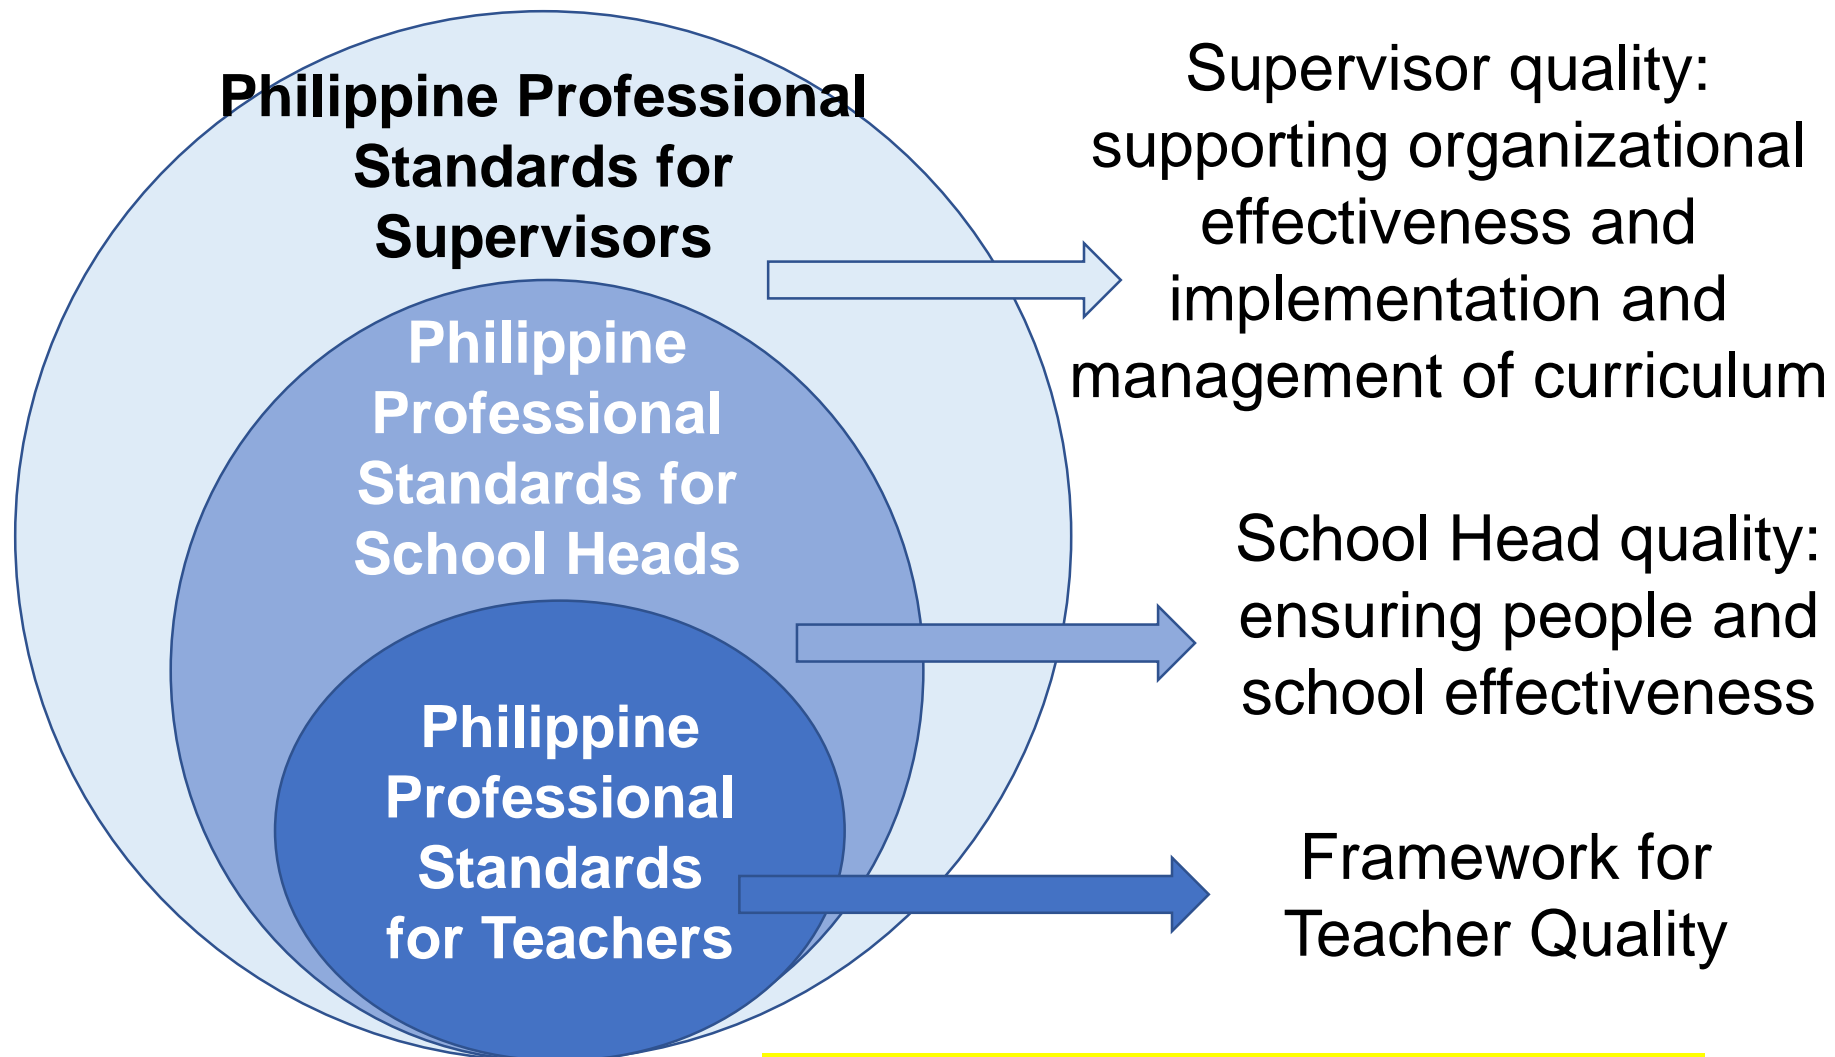 Philippine Professional
Standards for
Supervisors
Supervisor quality:
supporting organizational
effectiveness and
implementation and
management of curriculum
Philippine
Professional
Standards for
School Heads
School Head quality:
ensuring people and
school effectiveness
Philippine
Professional
Standards
for Teachers
Framework for
Teacher Quality